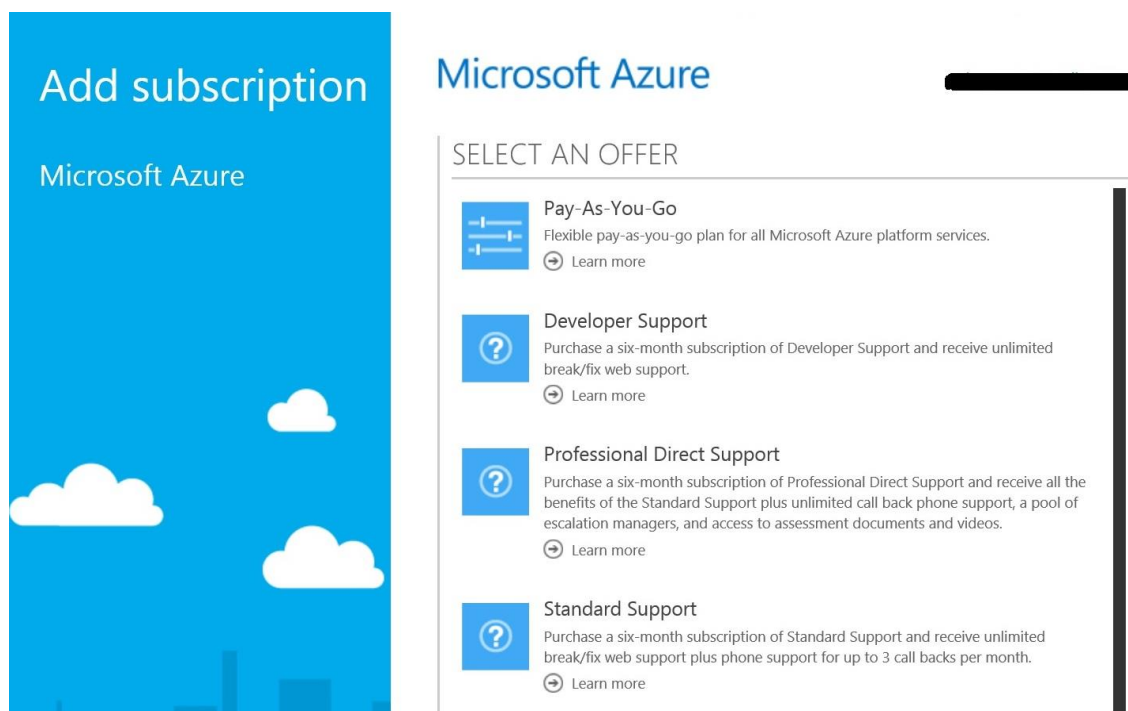 Add subscription
Microsoft Azure
Microsoft Azure
SELECT AN OFFER
Pay-As-You-Go
Flexible pay-as-you-go plan for all Microsoft Azure platform services.
Learn more
Developer Support
Purchase a six-month subscription of Developer Support and receive unlimited
break/fix web support.
Learn more
Professional Direct Support
Purchase a six-month subscription of Professional Direct Support and receive all the
benefits of the Standard Support plus unlimited call back phone support, a pool of
escalation managers, and access to assessment documents and videos.
Learn more
Standard Support
Purchase a six-month subscription of Standard Support and receive unlimited
break/fix web support plus phone support for up to 3 call backs per month.
Learn more